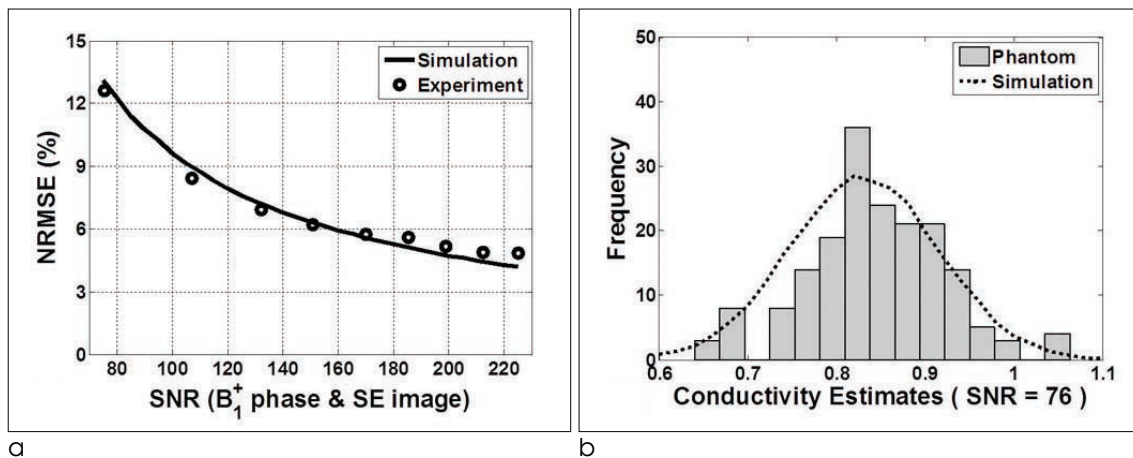 15
12
9
6
3
0
NRMSE (%)
Simulation
Experiment
80 100 120 140 160 180 200 220
SNR (B1+ phase & SE image)
a
50
40
30
20
10
0
Frequency
Phantom
Simulation
0.6 0.7 0.8 0.9 1 1.1
Conductivity Estimates ( SNR = 76 )
b